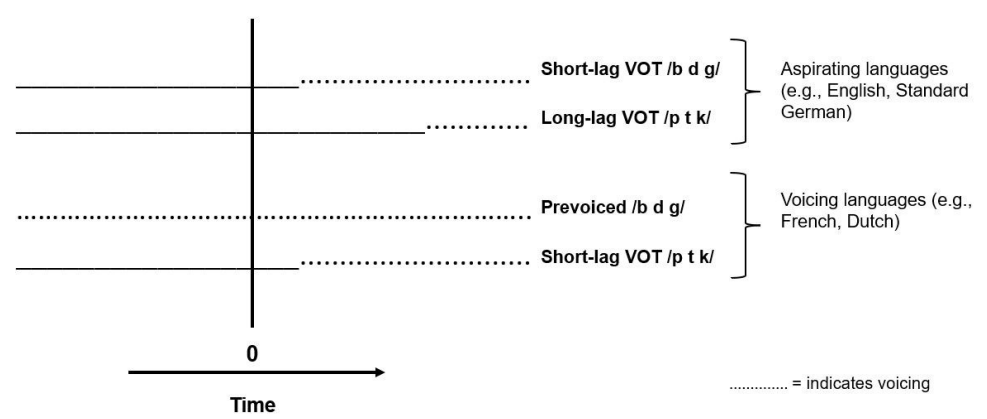 Short-lag VOT /b d g/
Long-lag VOT /p t k/
Aspirating languages
(e.g., English, Standard
German)
Prevoiced /b d g/
Short-lag VOT /p t k/
Voicing languages (e.g.,
French, Dutch)
0
Time
.............. = indicates voicing